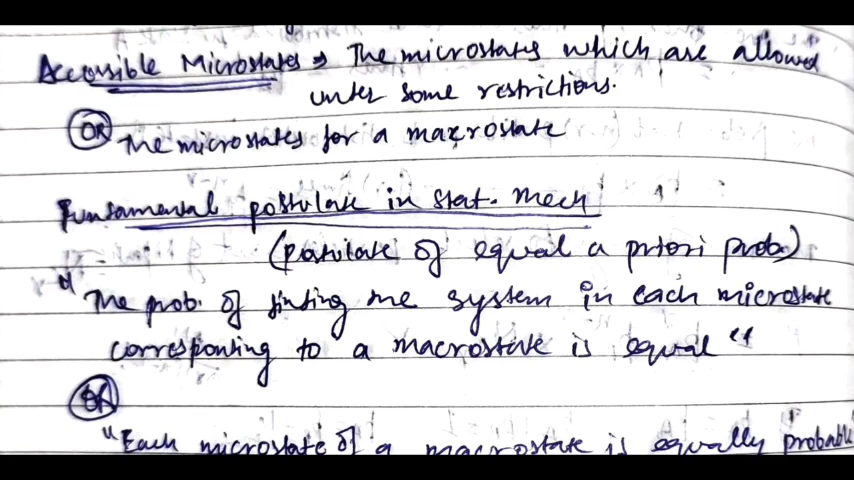 Accessible Microstates ⇒ The microstates which are allowed
under some restrictions.
OR The microstates for a macrostate
Fundamental postulate in stat. mech
(postulate of equal a priori prob.)
"The prob. of finding the system in each microstate
corresponding to a macrostate is equal"
OR
"Each microstate of a macrostate is equally probable